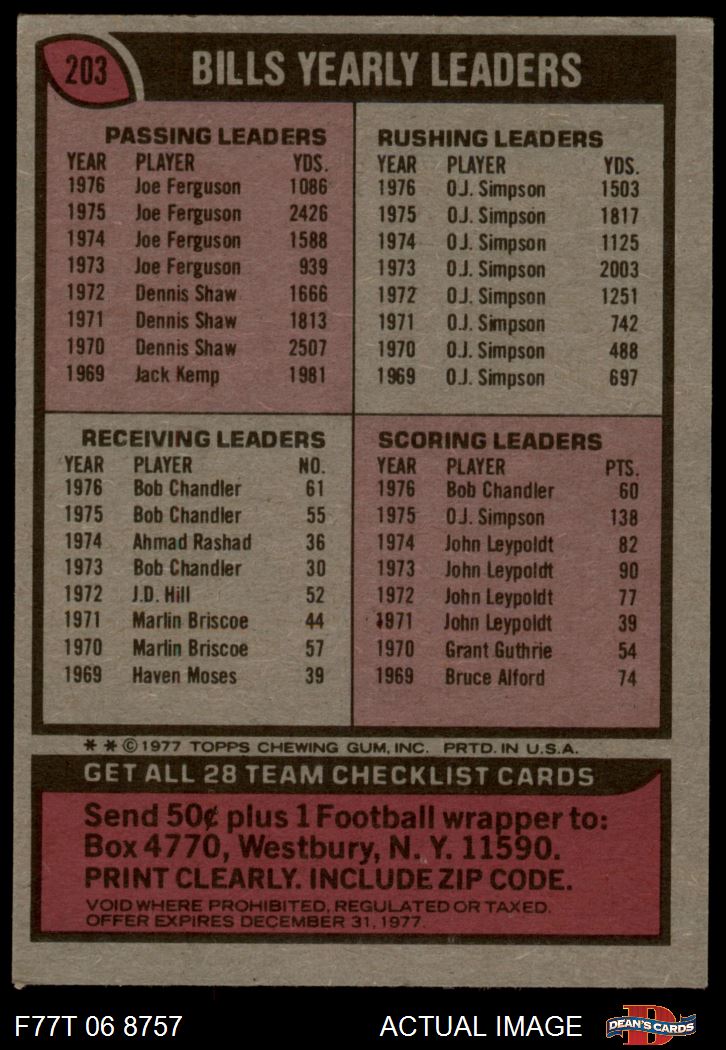 203
BILLS YEARLY LEADERS
PASSING LEADERS
YEAR PLAYER YDS.
1976 Joe Ferguson 1086
1975 Joe Ferguson 2426
1974 Joe Ferguson 1588
1973 Joe Ferguson 939
1972 Dennis Shaw 1666
1971 Dennis Shaw 1813
1970 Dennis Shaw 2507
1969 Jack Kemp 1981
RUSHING LEADERS
YEAR PLAYER YDS.
1976 O.J. Simpson 1503
1975 O.J. Simpson 1817
1974 O.J. Simpson 1125
1973 O.J. Simpson 2003
1972 O.J. Simpson 1251
1971 O.J. Simpson 742
1970 O.J. Simpson 488
1969 O.J. Simpson 697
RECEIVING LEADERS
YEAR PLAYER NO.
1976 Bob Chandler 61
1975 Bob Chandler 55
1974 Ahmad Rashad 36
1973 Bob Chandler 30
1972 J.D. Hill 52
1971 Marlin Briscoe 44
1970 Marlin Briscoe 57
1969 Haven Moses 39
SCORING LEADERS
YEAR PLAYER PTS.
1976 Bob Chandler 60
1975 O.J. Simpson 138
1974 John Leypoldt 82
1973 John Leypoldt 90
1972 John Leypoldt 77
1971 John Leypoldt 39
1970 Grant Guthrie 54
1969 Bruce Alford 74
* * © 1977 TOPPS CHEWING GUM, INC. PRTD. IN U.S.A.
GET ALL 28 TEAM CHECKLIST CARDS
Send 50¢ plus 1 Football wrapper to:
Box 4770, Westbury, N. Y. 11590.
PRINT CLEARLY. INCLUDE ZIP CODE.
VOID WHERE PROHIBITED, REGULATED OR TAXED.
OFFER EXPIRES DECEMBER 31, 1977.
F77T 06 8757
ACTUAL IMAGE
D
DEAN'S CARDS